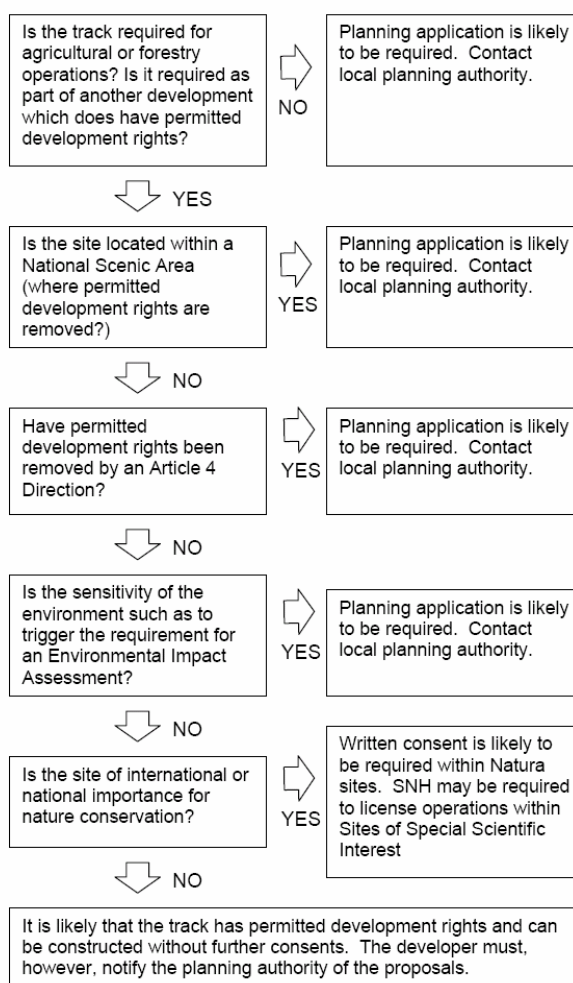 Is the track required for
agricultural or forestry
operations? Is it required as
part of another development
which does have permitted
development rights?
NO
Planning application is likely
to be required. Contact
local planning authority.
YES
Is the site located within a
National Scenic Area
(where permitted
development rights are
removed?)
YES
Planning application is likely
to be required. Contact
local planning authority.
NO
Have permitted
development rights been
removed by an Article 4
Direction?
YES
Planning application is likely
to be required. Contact
local planning authority.
NO
Is the sensitivity of the
environment such as to
trigger the requirement for
an Environmental Impact
Assessment?
YES
Planning application is likely
to be required. Contact
local planning authority.
NO
Is the site of international or
national importance for
nature conservation?
YES
Written consent is likely to
be required within Natura
sites. SNH may be required
to license operations within
Sites of Special Scientific
Interest
NO
It is likely that the track has permitted development rights and can
be constructed without further consents. The developer must,
however, notify the planning authority of the proposals.